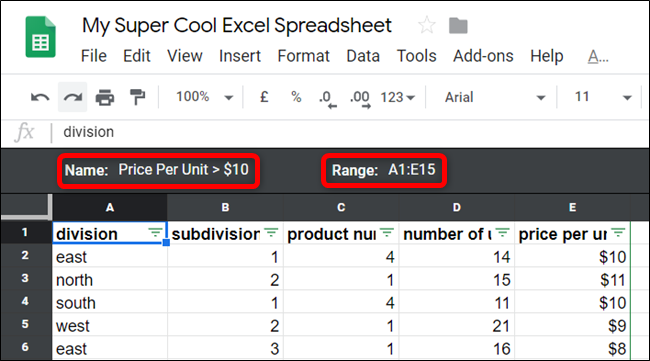 My Super Cool Excel Spreadsheet
File Edit View Insert Format Data Tools Add-ons Help A...
100% £ % .0 .00 123 Arial 11
fx division
Name: Price Per Unit > $10 Range: A1:E15
A B C D E
1 division subdivision product nu number of u price per un
2 east 1 4 14 $10
3 north 2 1 15 $11
4 south 1 4 11 $10
5 west 2 1 21 $9
6 east 3 1 16 $8